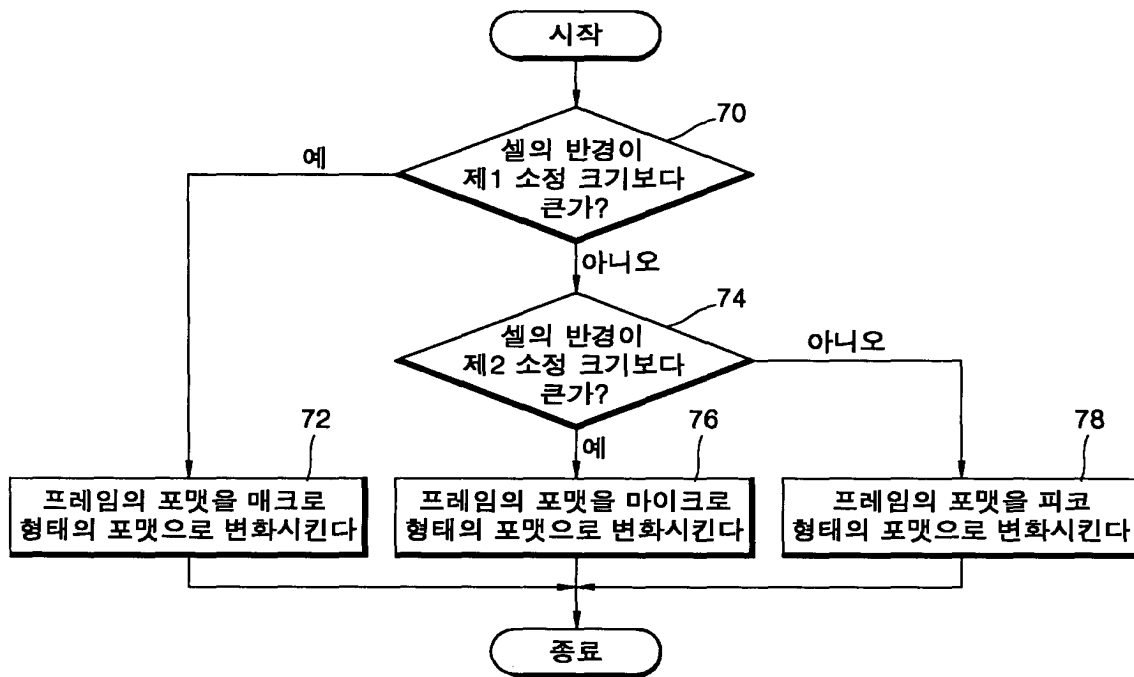 시작
70
셀의 반경이
제1 소정 크기보다
큰가?
예
아니오
74
셀의 반경이
제2 소정 크기보다
큰가?
아니오
예
72
프레임의 포맷을 매크로
형태의 포맷으로 변화시킨다
76
프레임의 포맷을 마이크로
형태의 포맷으로 변화시킨다
78
프레임의 포맷을 피코
형태의 포맷으로 변화시킨다
종료